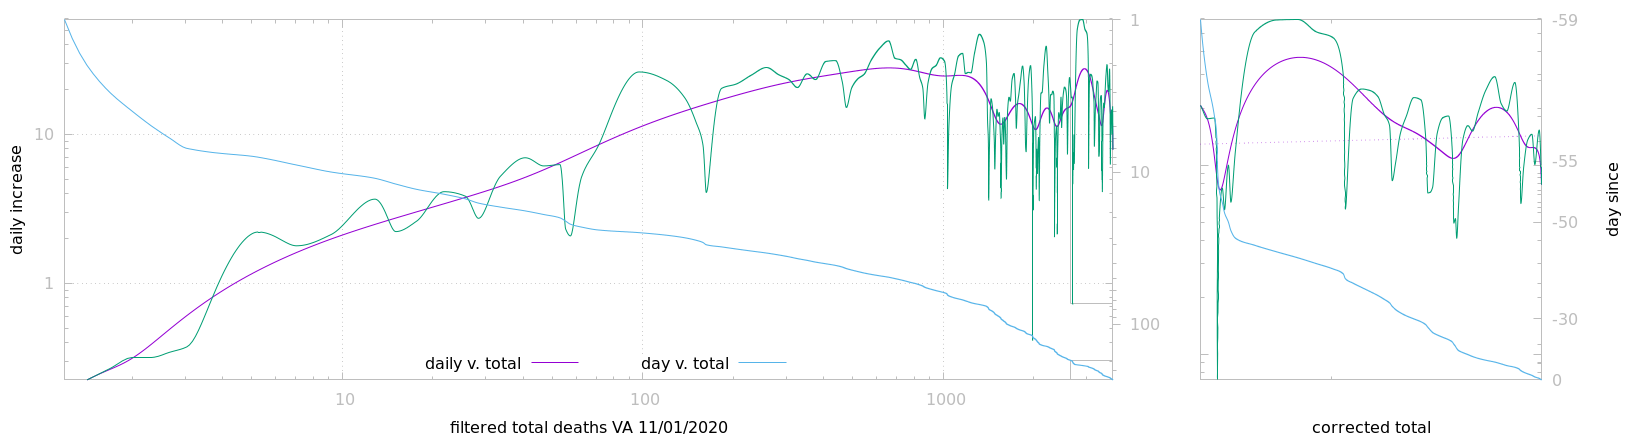 daily increase
10
1
10
100
1000
filtered total deaths VA 11/01/2020
daily v. total
day v. total
1
10
100
-59
-55
-50
-30
0
day since
corrected total